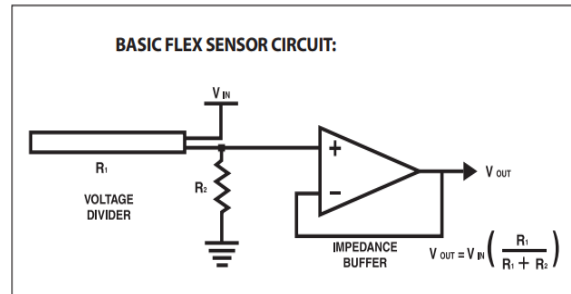 BASIC FLEX SENSOR CIRCUIT:
V IN
R1
R2
VOLTAGE
DIVIDER
+
−
V OUT
IMPEDANCE
BUFFER
V OUT = V IN ( R1 / R1 + R2 )